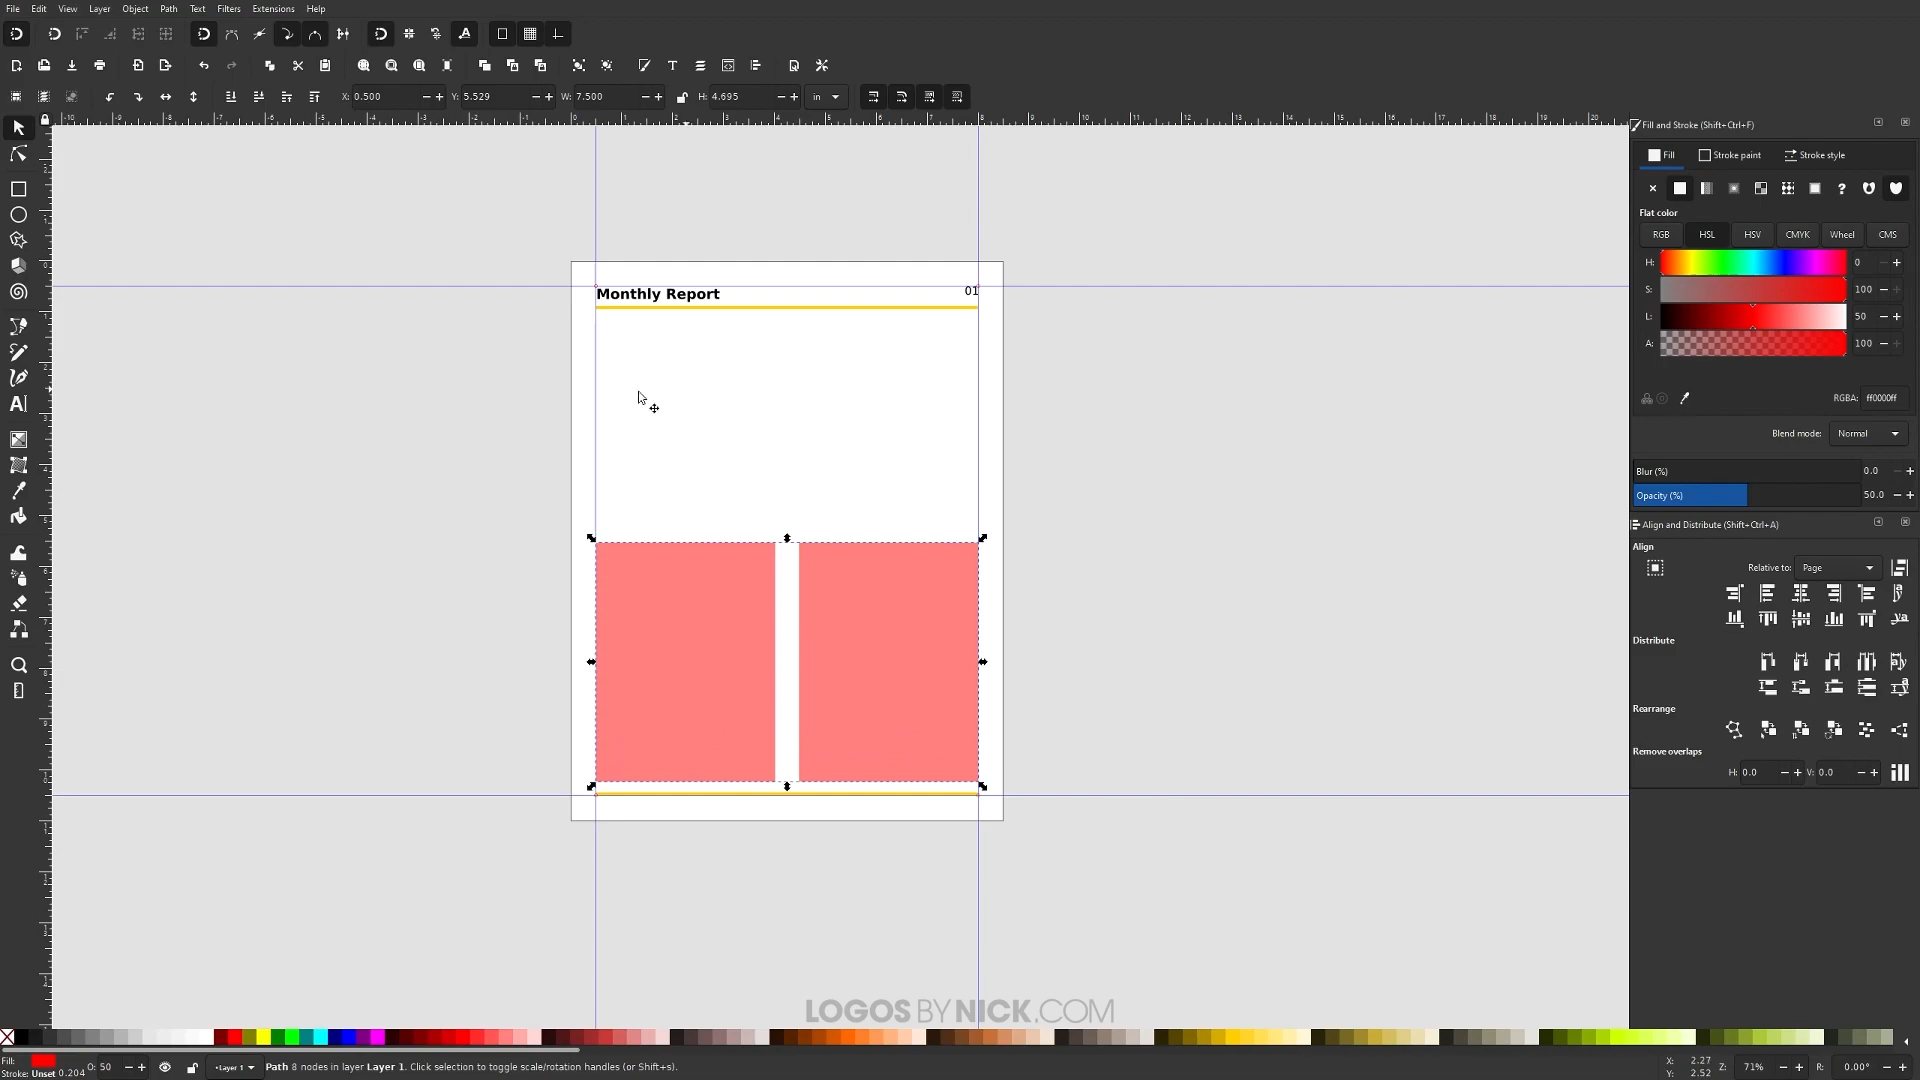 File Edit View Layer Object Path Text Filters Extensions Help
X: 0.500 Y: 5.529 W: 7.500 H: 4.695 in
Fill and Stroke (Shift+Ctrl+F)
Fill Stroke paint Stroke style
Flat color
RGB HSL HSV CMYK Wheel CMS
H: 0
S: 100
L: 50
A: 100
RGBA: ff0000ff
Blend mode: Normal
Blur (%) 0.0
Opacity (%) 50.0
Align and Distribute (Shift+Ctrl+A)
Align
Relative to: Page
Distribute
Rearrange
Remove overlaps
H: 0.0 V: 0.0
Monthly Report 01
LOGOS BY NICK.COM
Fill: O: 50 Layer 1 Path 8 nodes in layer Layer 1. Click selection to toggle scale/rotation handles (or Shift+s). X: 2.27 Z: 71% R: 0.00°
Stroke: Unset 0.204 Y: 2.52